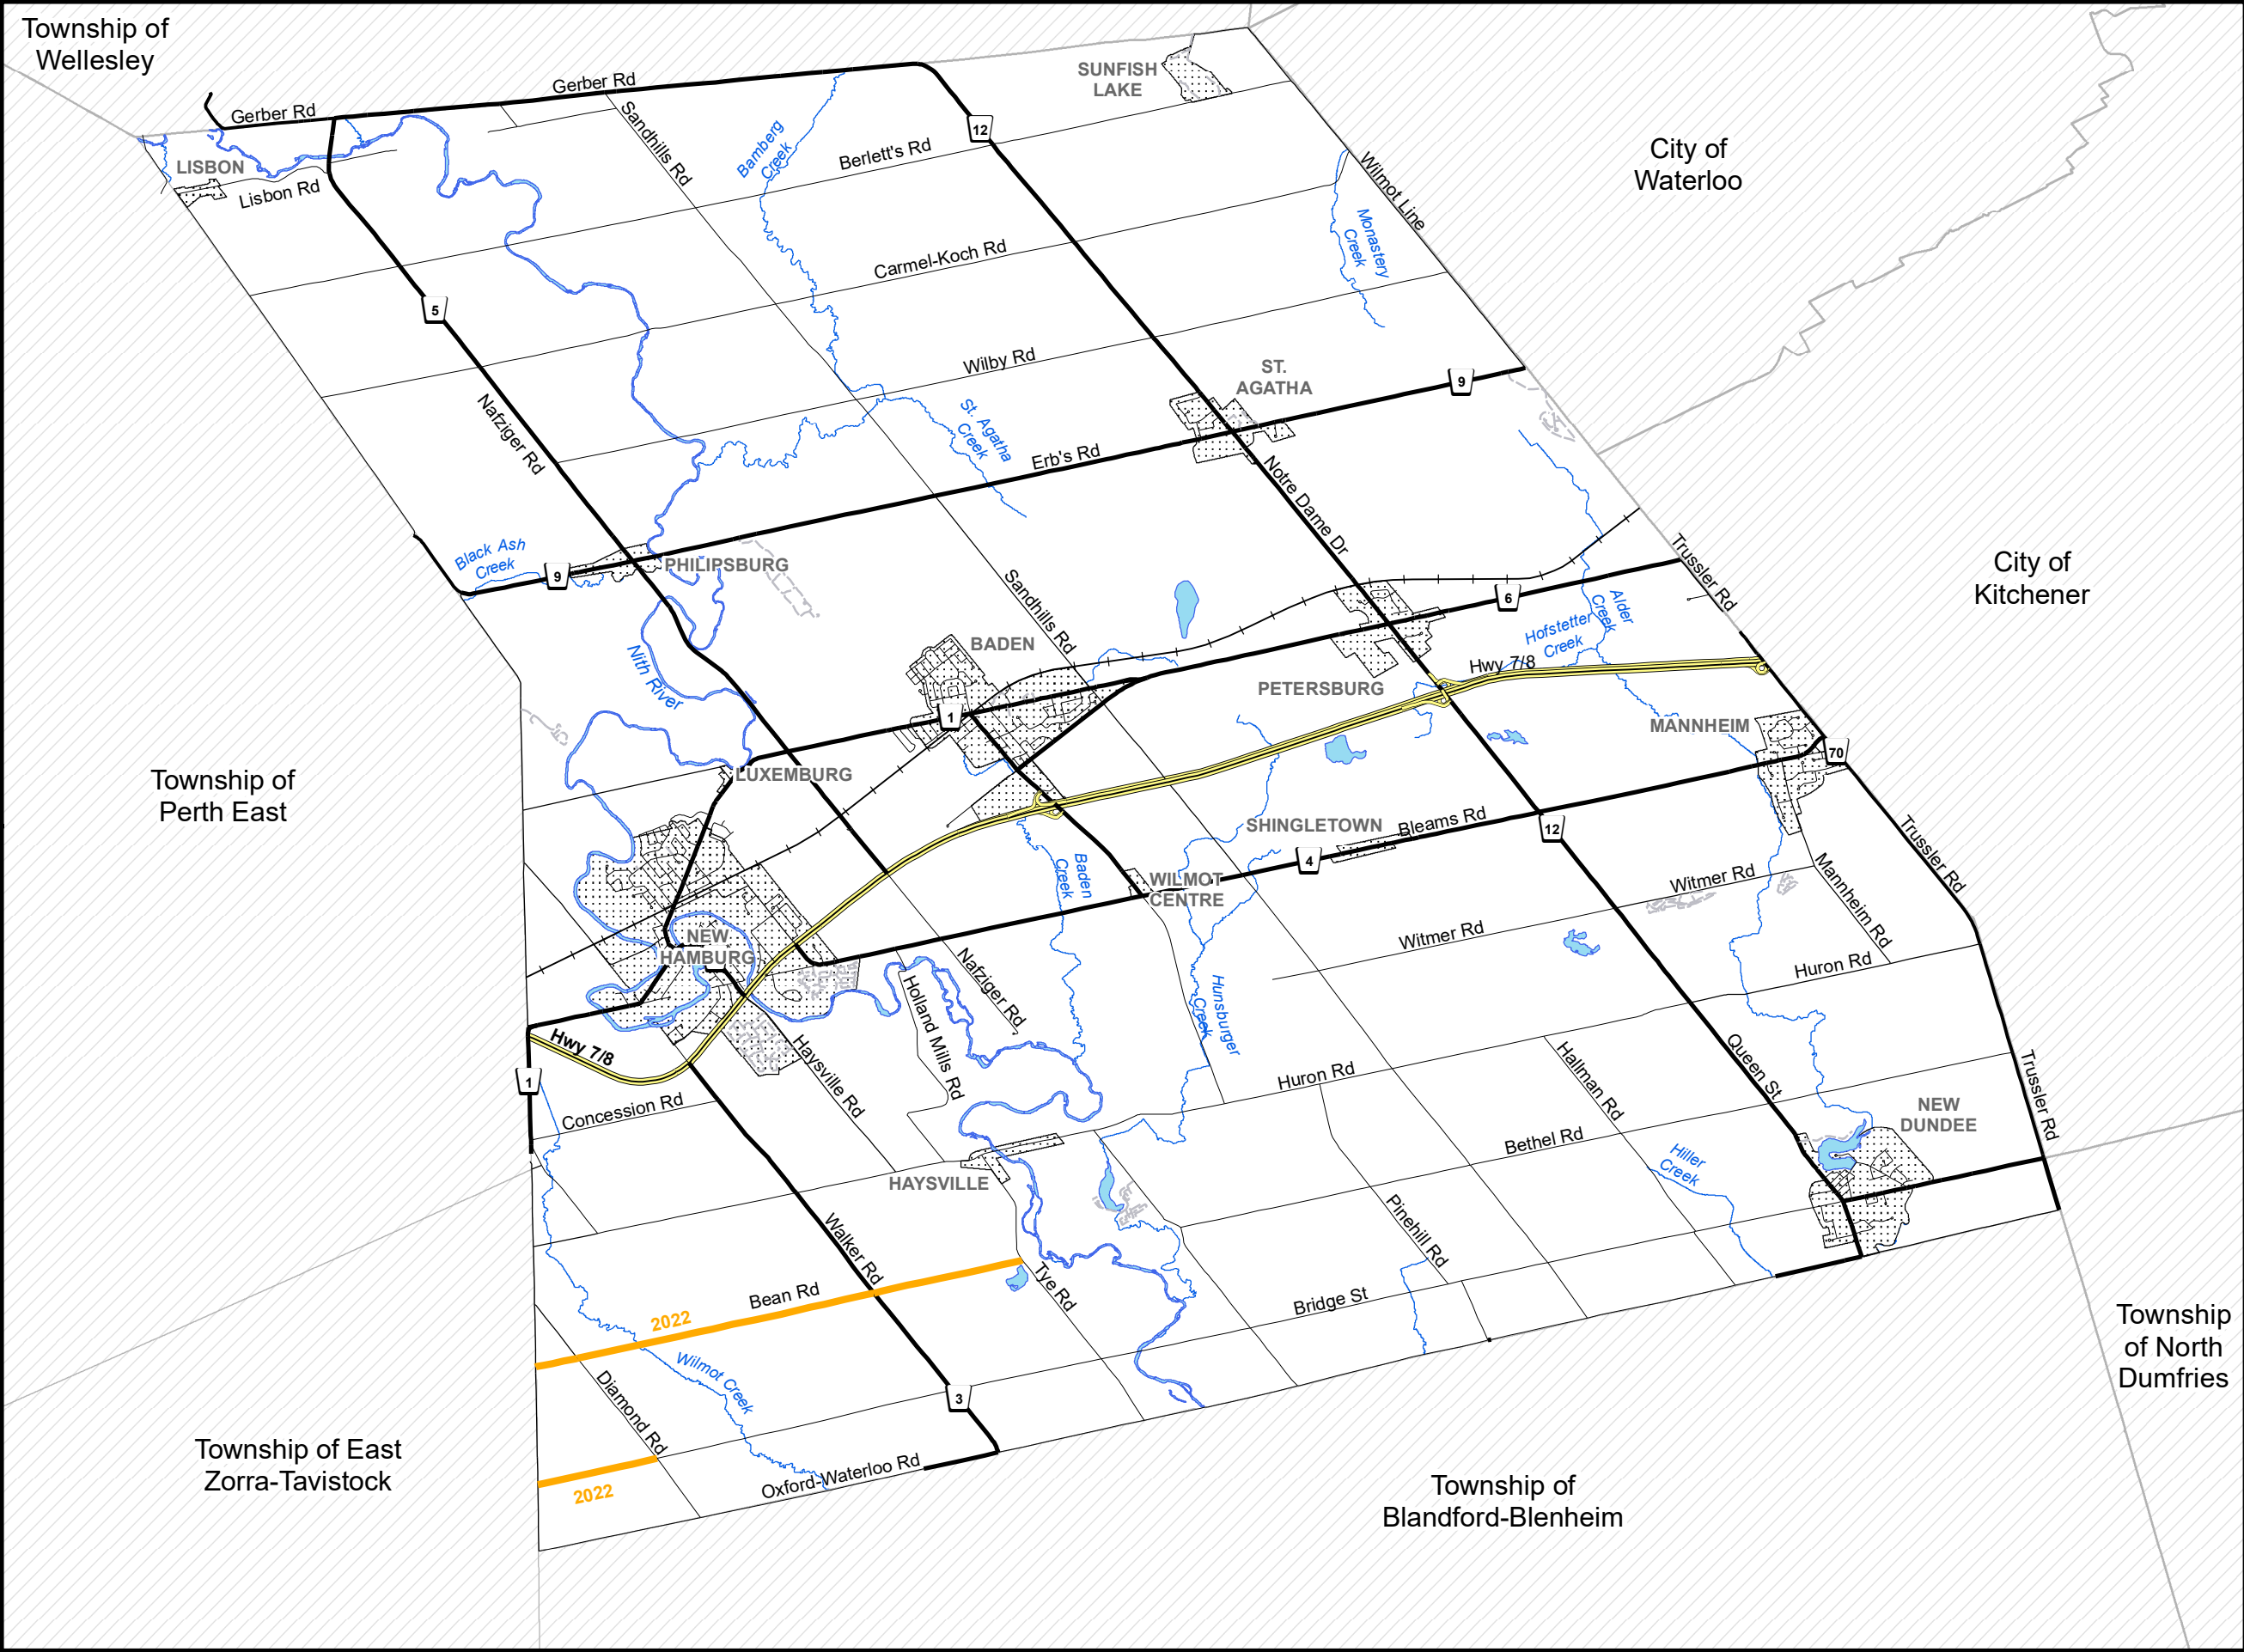 Township of
Wellesley
SUNFISH
LAKE
Gerber Rd
Gerber Rd
12
Sandhills Rd
Bamberg
Creek
Berlett's Rd
City of
Waterloo
LISBON
Lisbon Rd
Wilmot Line
Monastery
Creek
Carmel-Koch Rd
5
Wilby Rd
ST.
AGATHA
9
Nafziger Rd
St. Agatha
Creek
Erb's Rd
Notre Dame Dr
Black Ash
Creek
9
PHILIPSBURG
Sandhills Rd
6
Trussler Rd
City of
Kitchener
Alder
Creek
Hofstetter
Creek
BADEN
Nith River
Hwy 7/8
PETERSBURG
1
MANNHEIM
70
LUXEMBURG
Township of
Perth East
SHINGLETOWN
Bleams Rd
12
4
Trussler Rd
Baden
Creek
WILMOT
CENTRE
Witmer Rd
Mannheim Rd
NEW
HAMBURG
Witmer Rd
Nafziger Rd
Huron Rd
Holland Mills Rd
Hunsburger
Creek
Hwy 7/8
Haysville Rd
1
Huron Rd
Hallman Rd
Queen St
Trussler Rd
Concession Rd
NEW
DUNDEE
Bethel Rd
Hiller
Creek
HAYSVILLE
Walker Rd
Pinehill Rd
Tye Rd
Bean Rd
2022
Bridge St
Township
of North
Dumfries
Wilmot Creek
Diamond Rd
3
Township of East
Zorra-Tavistock
Oxford-Waterloo Rd
2022
Township of
Blandford-Blenheim